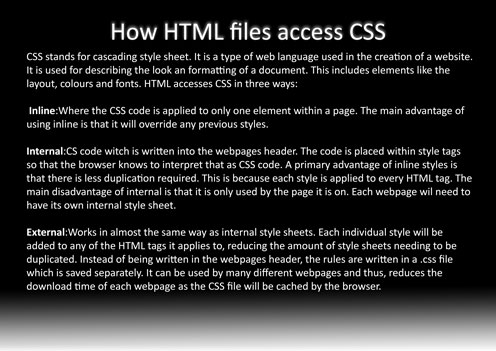 How HTML files access CSS
CSS stands for cascading style sheet. It is a type of web language used in the creation of a website.
It is used for describing the look an formatting of a document. This includes elements like the
layout, colours and fonts. HTML accesses CSS in three ways:
Inline:Where the CSS code is applied to only one element within a page. The main advantage of
using inline is that it will override any previous styles.
Internal:CS code witch is written into the webpages header. The code is placed within style tags
so that the browser knows to interpret that as CSS code. A primary advantage of inline styles is
that there is less duplication required. This is because each style is applied to every HTML tag. The
main disadvantage of internal is that it is only used by the page it is on. Each webpage wil need to
have its own internal style sheet.
External:Works in almost the same way as internal style sheets. Each individual style will be
added to any of the HTML tags it applies to, reducing the amount of style sheets needing to be
duplicated. Instead of being written in the webpages header, the rules are written in a .css file
which is saved separately. It can be used by many different webpages and thus, reduces the
download time of each webpage as the CSS file will be cached by the browser.